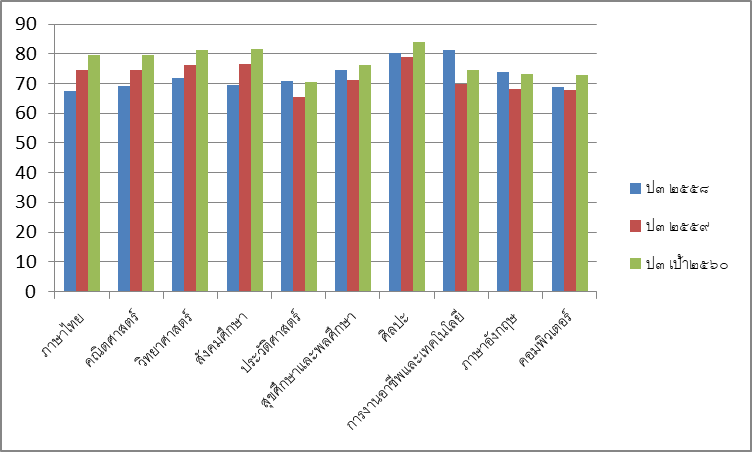 90
80
70
60
50
40
30
20
10
0
ภาษาไทย
คณิตศาสตร์
วิทยาศาสตร์
สังคมศึกษา
ประวัติศาสตร์
สุขศึกษาและพลศึกษา
ศิลปะ
การงานอาชีพและเทคโนโลยี
ภาษาอังกฤษ
คอมพิวเตอร์
ป๓ ๒๕๕๘
ป๓ ๒๕๕๙
ป๓ เป้า๒๕๖๐